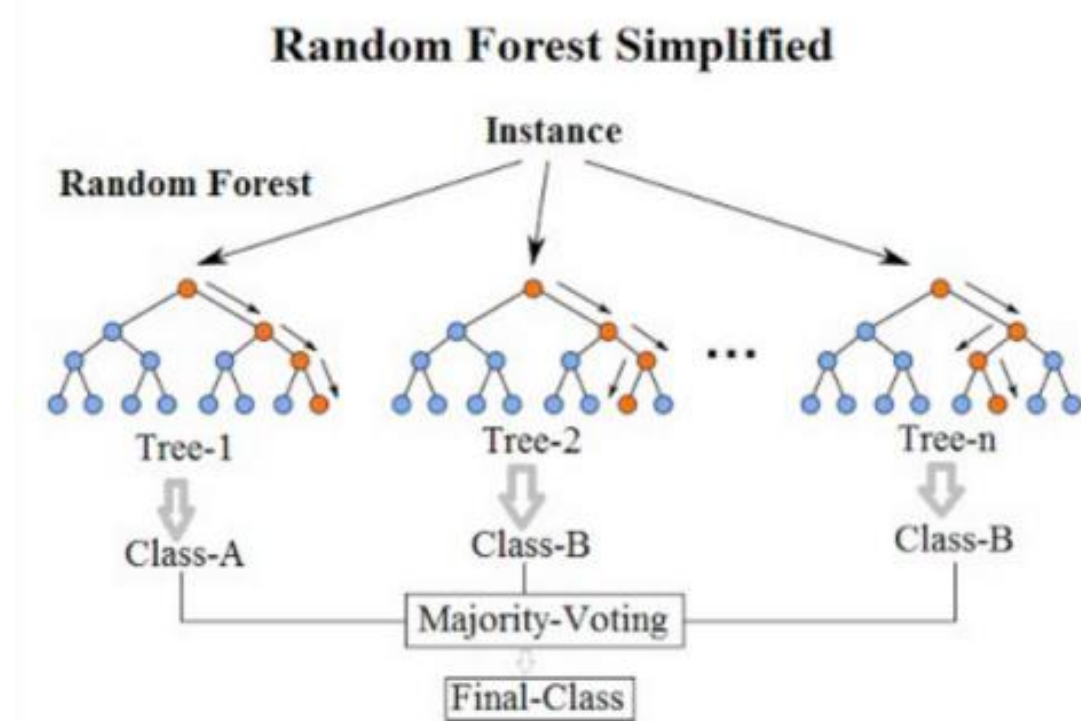 Random Forest Simplified
Instance
Random Forest
...
Tree-1 Tree-2 Tree-n
Class-A Class-B Class-B
Majority-Voting
Final-Class